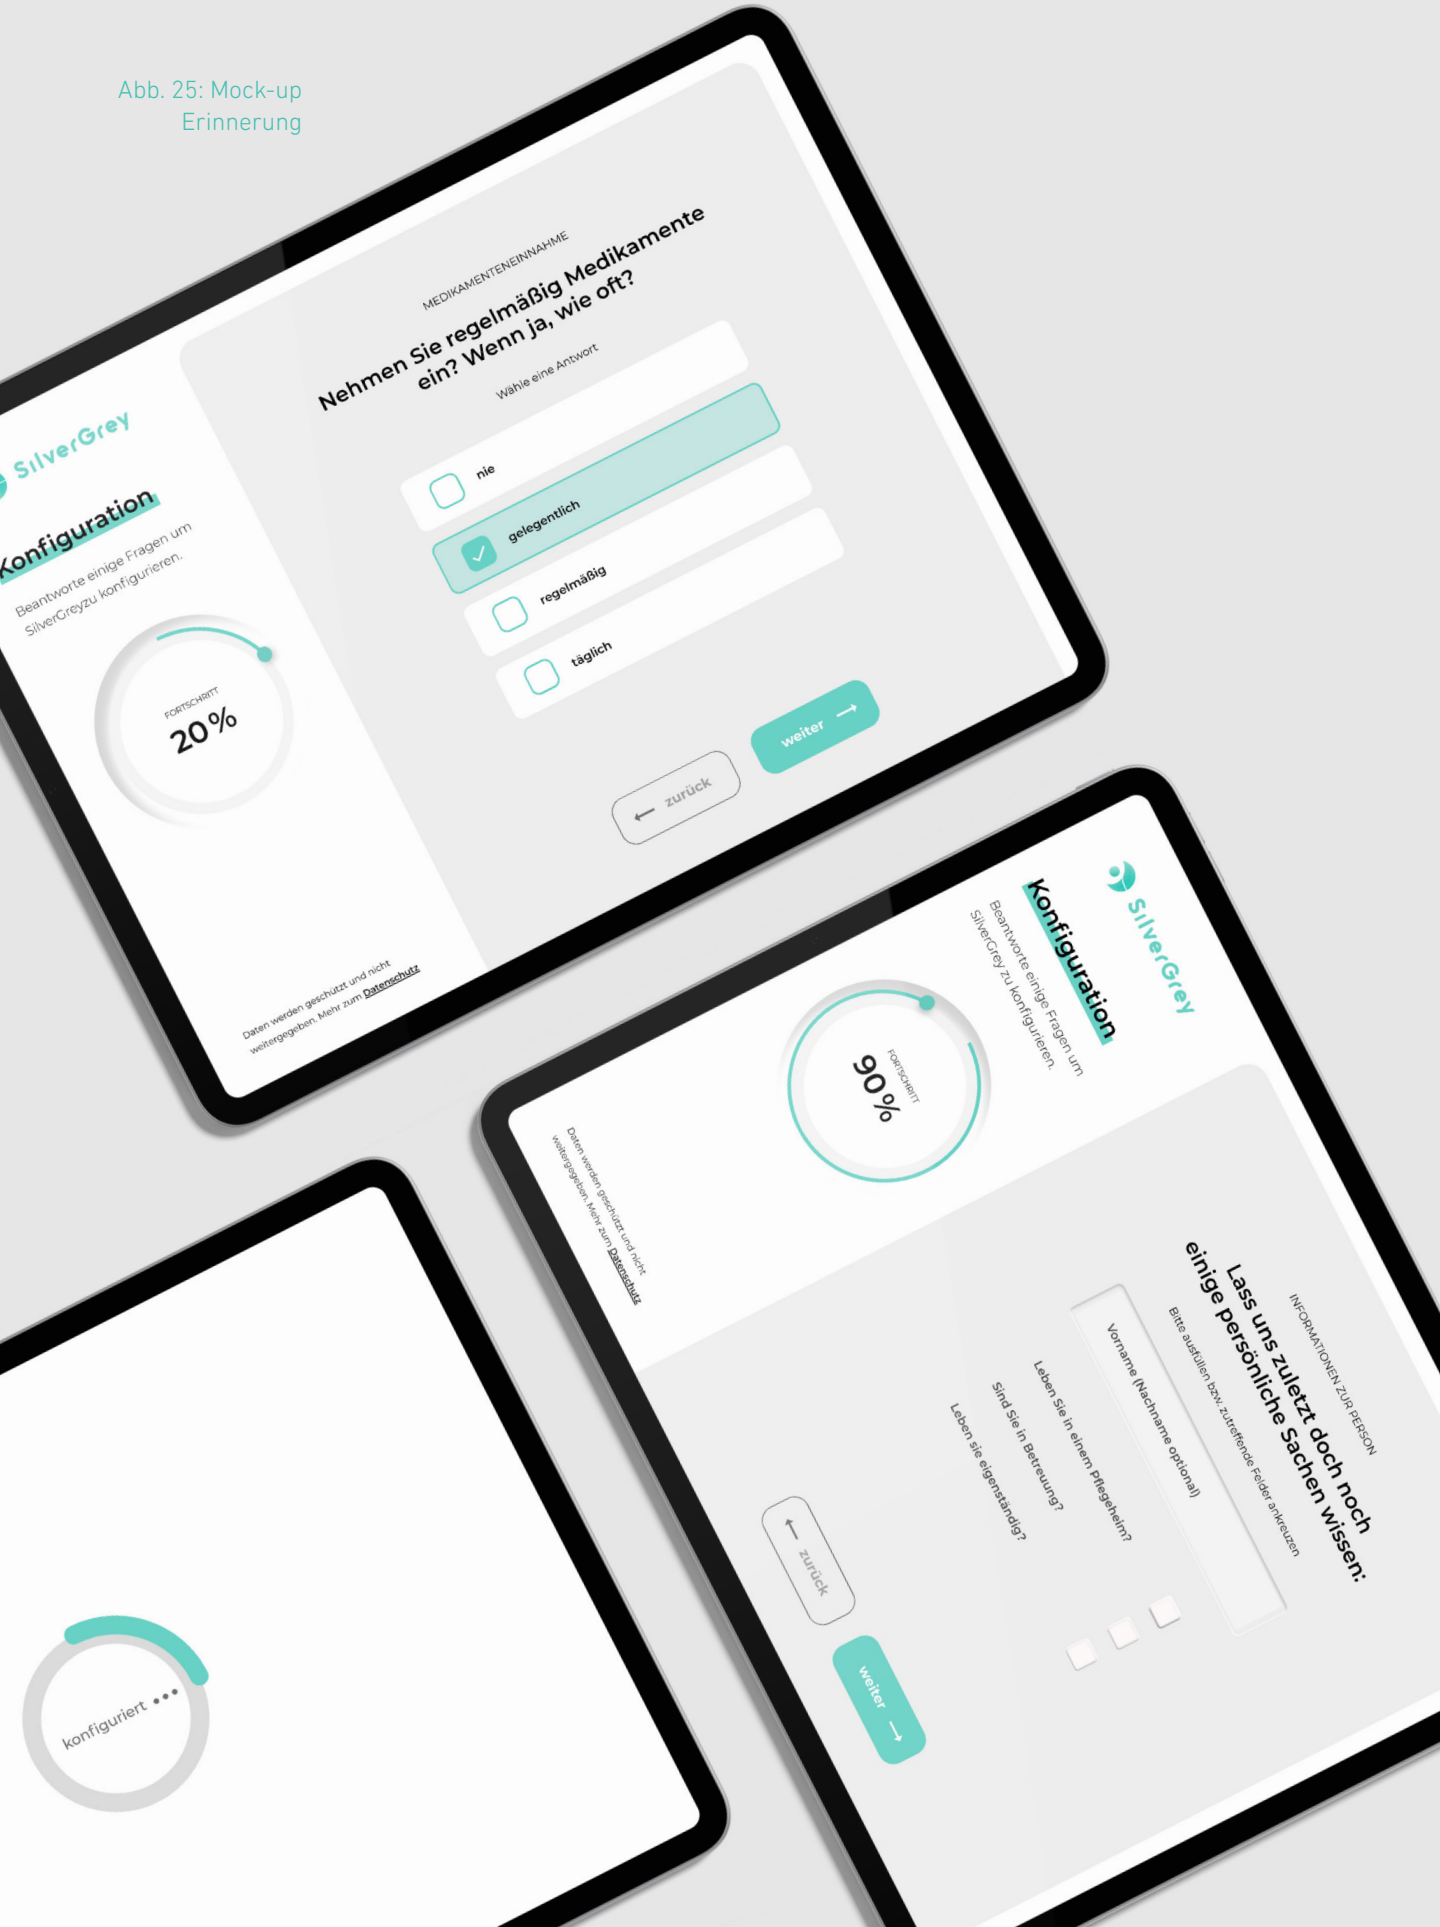 Abb. 25: Mock-up
Erinnerung
SilverGrey
Konfiguration
Beantworte einige Fragen um
SilverGreyzu konfigurieren.
FORTSCHRITT
20%
Daten werden geschützt und nicht
weitergegeben. Mehr zum Datenschutz
MEDIKAMENTENEINNAHME
Nehmen Sie regelmäßig Medikamente
ein? Wenn ja, wie oft?
Wähle eine Antwort
nie
gelegentlich
regelmäßig
täglich
zurück
weiter
SilverGrey
Konfiguration
Beantworte einige Fragen um
SilverGrey zu konfigurieren.
FORTSCHRITT
90%
Daten werden geschützt und nicht
weitergegeben. Mehr zum Datenschutz
INFORMATIONEN ZUR PERSON
Lass uns zuletzt doch noch
einige persönliche Sachen wissen:
Bitte ausfüllen bzw. zutreffende Felder ankreuzen
Vorname (Nachname optional)
Leben Sie in einem Pflegeheim?
Sind Sie in Betreuung?
Leben sie eigenständig?
zurück
weiter
konfiguriert •••